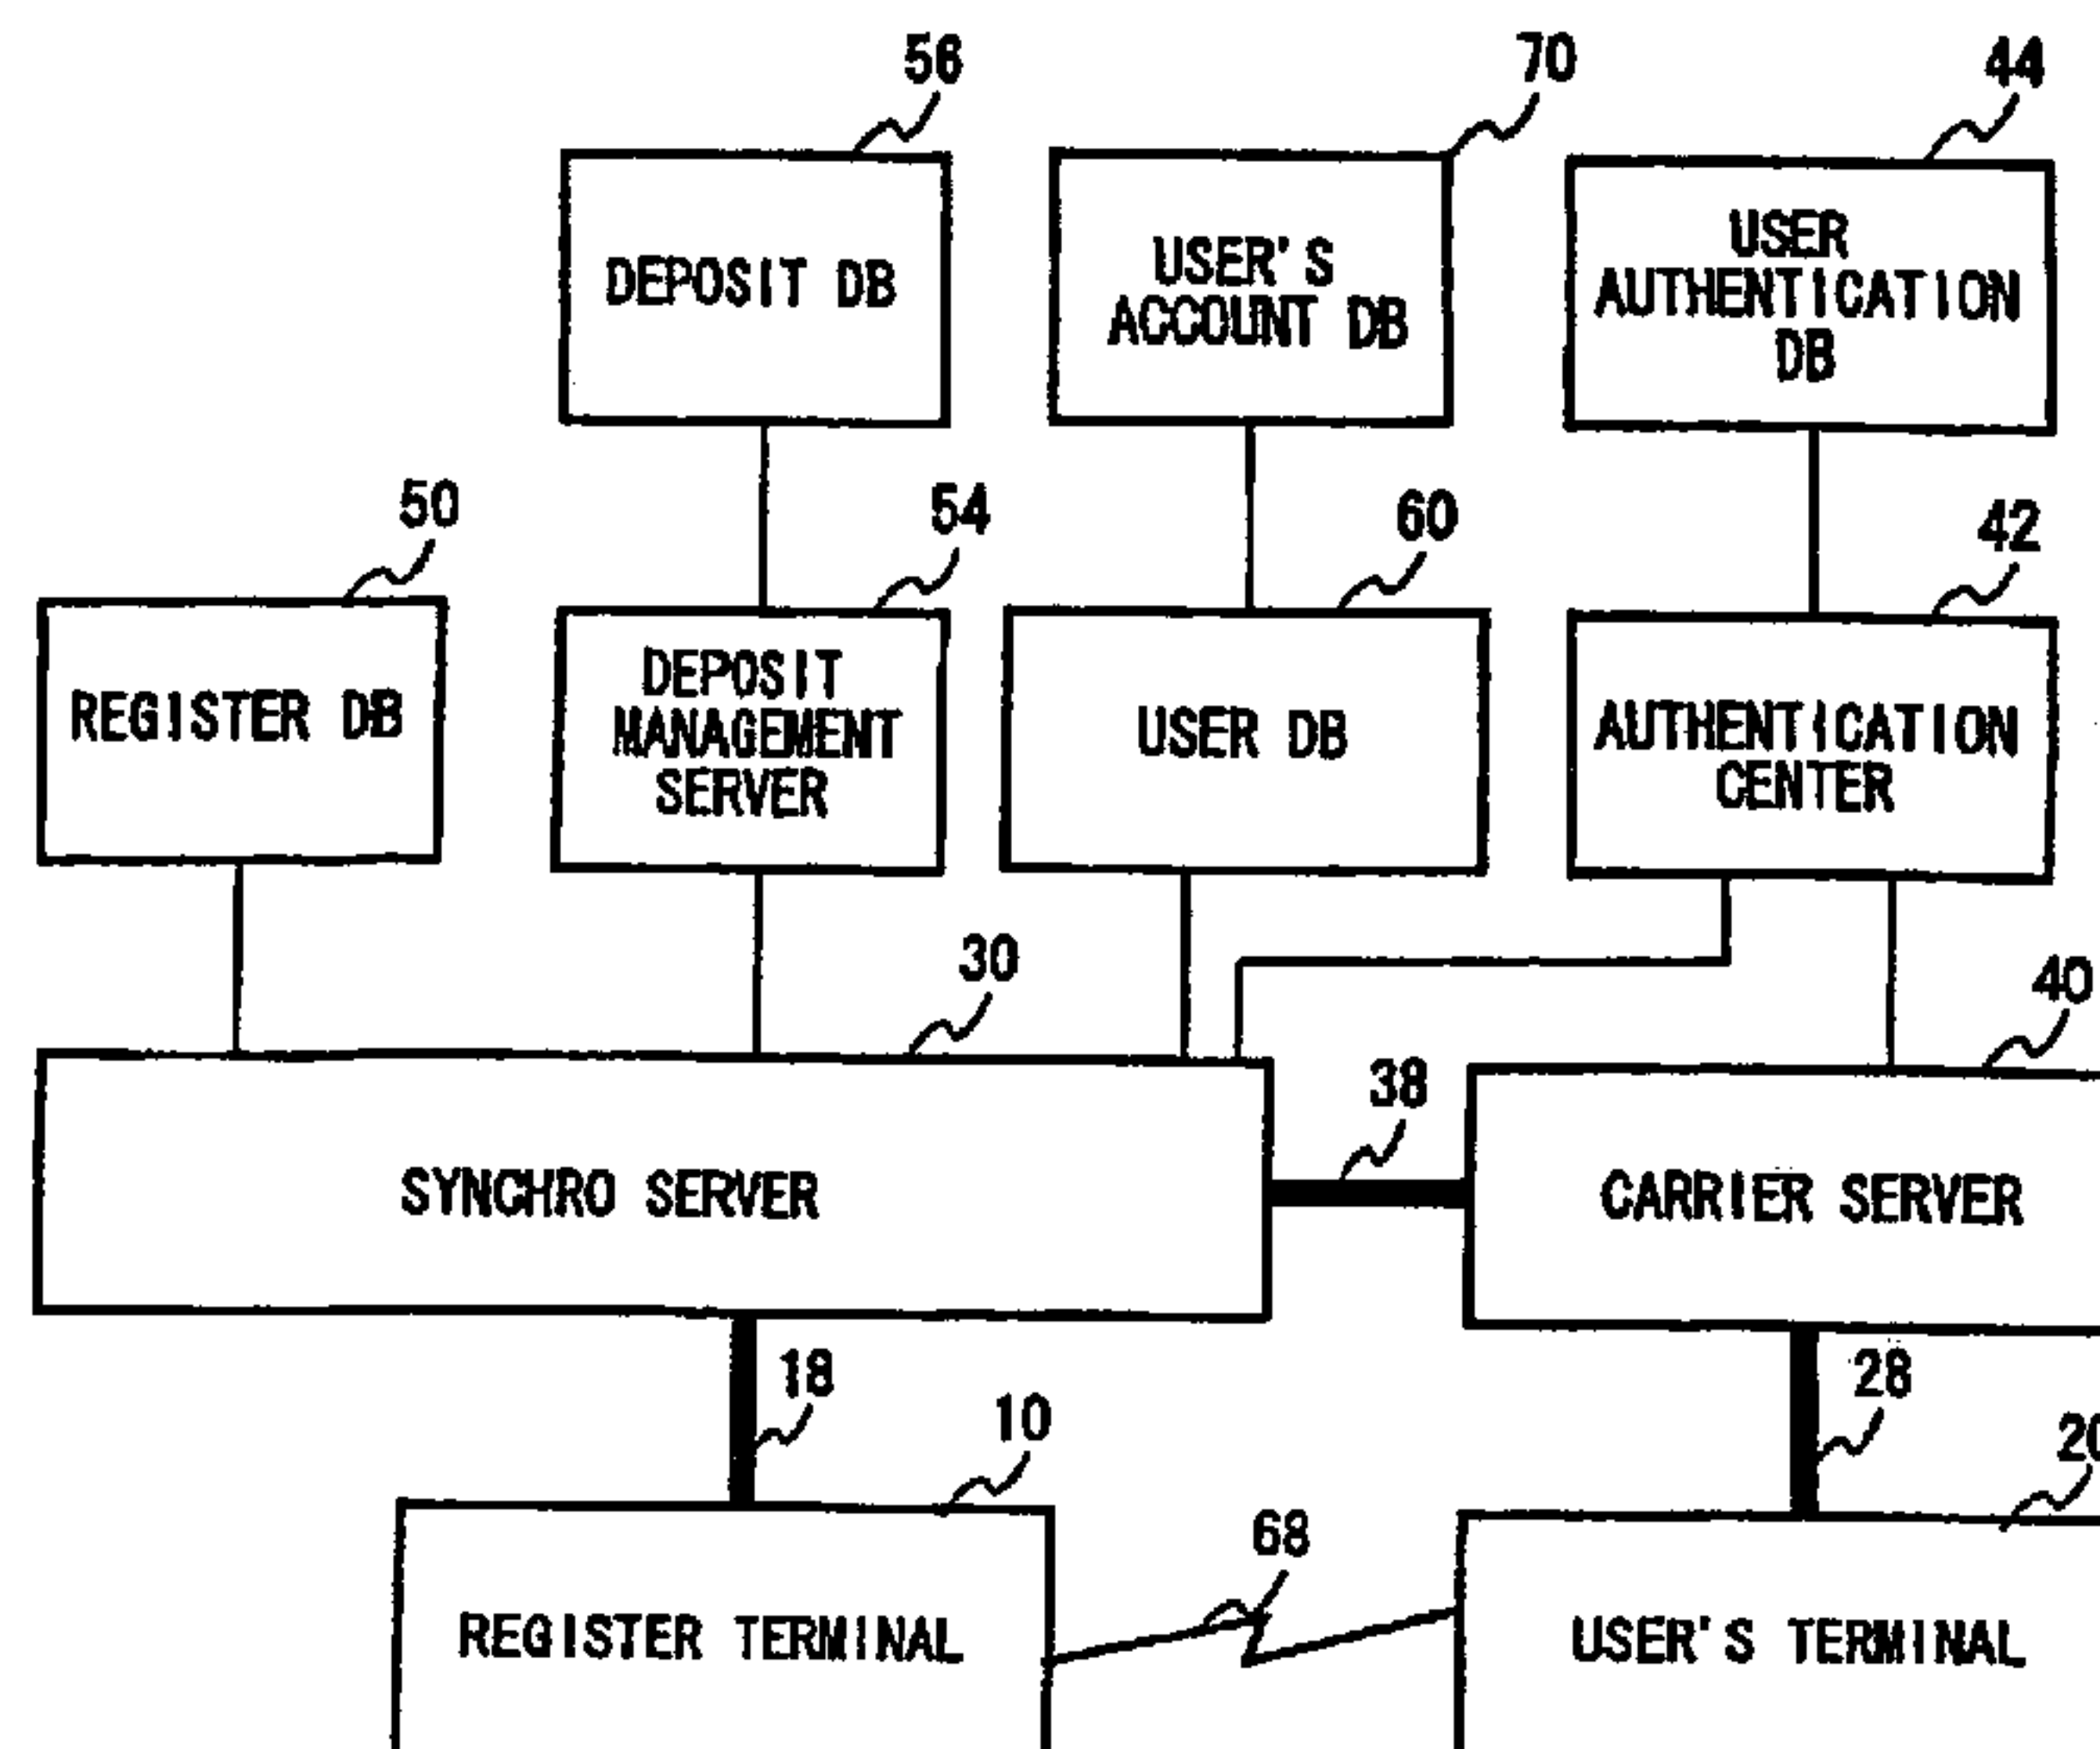 56
70
44
DEPOSIT DB
USER'S
ACCOUNT DB
USER
AUTHENTICATION
DB
50
54
60
42
REGISTER DB
DEPOSIT
MANAGEMENT
SERVER
USER DB
AUTHENTICATION
CENTER
30
40
38
SYNCHRO SERVER
CARRIER SERVER
18
28
10
20
68
REGISTER TERMINAL
USER'S TERMINAL